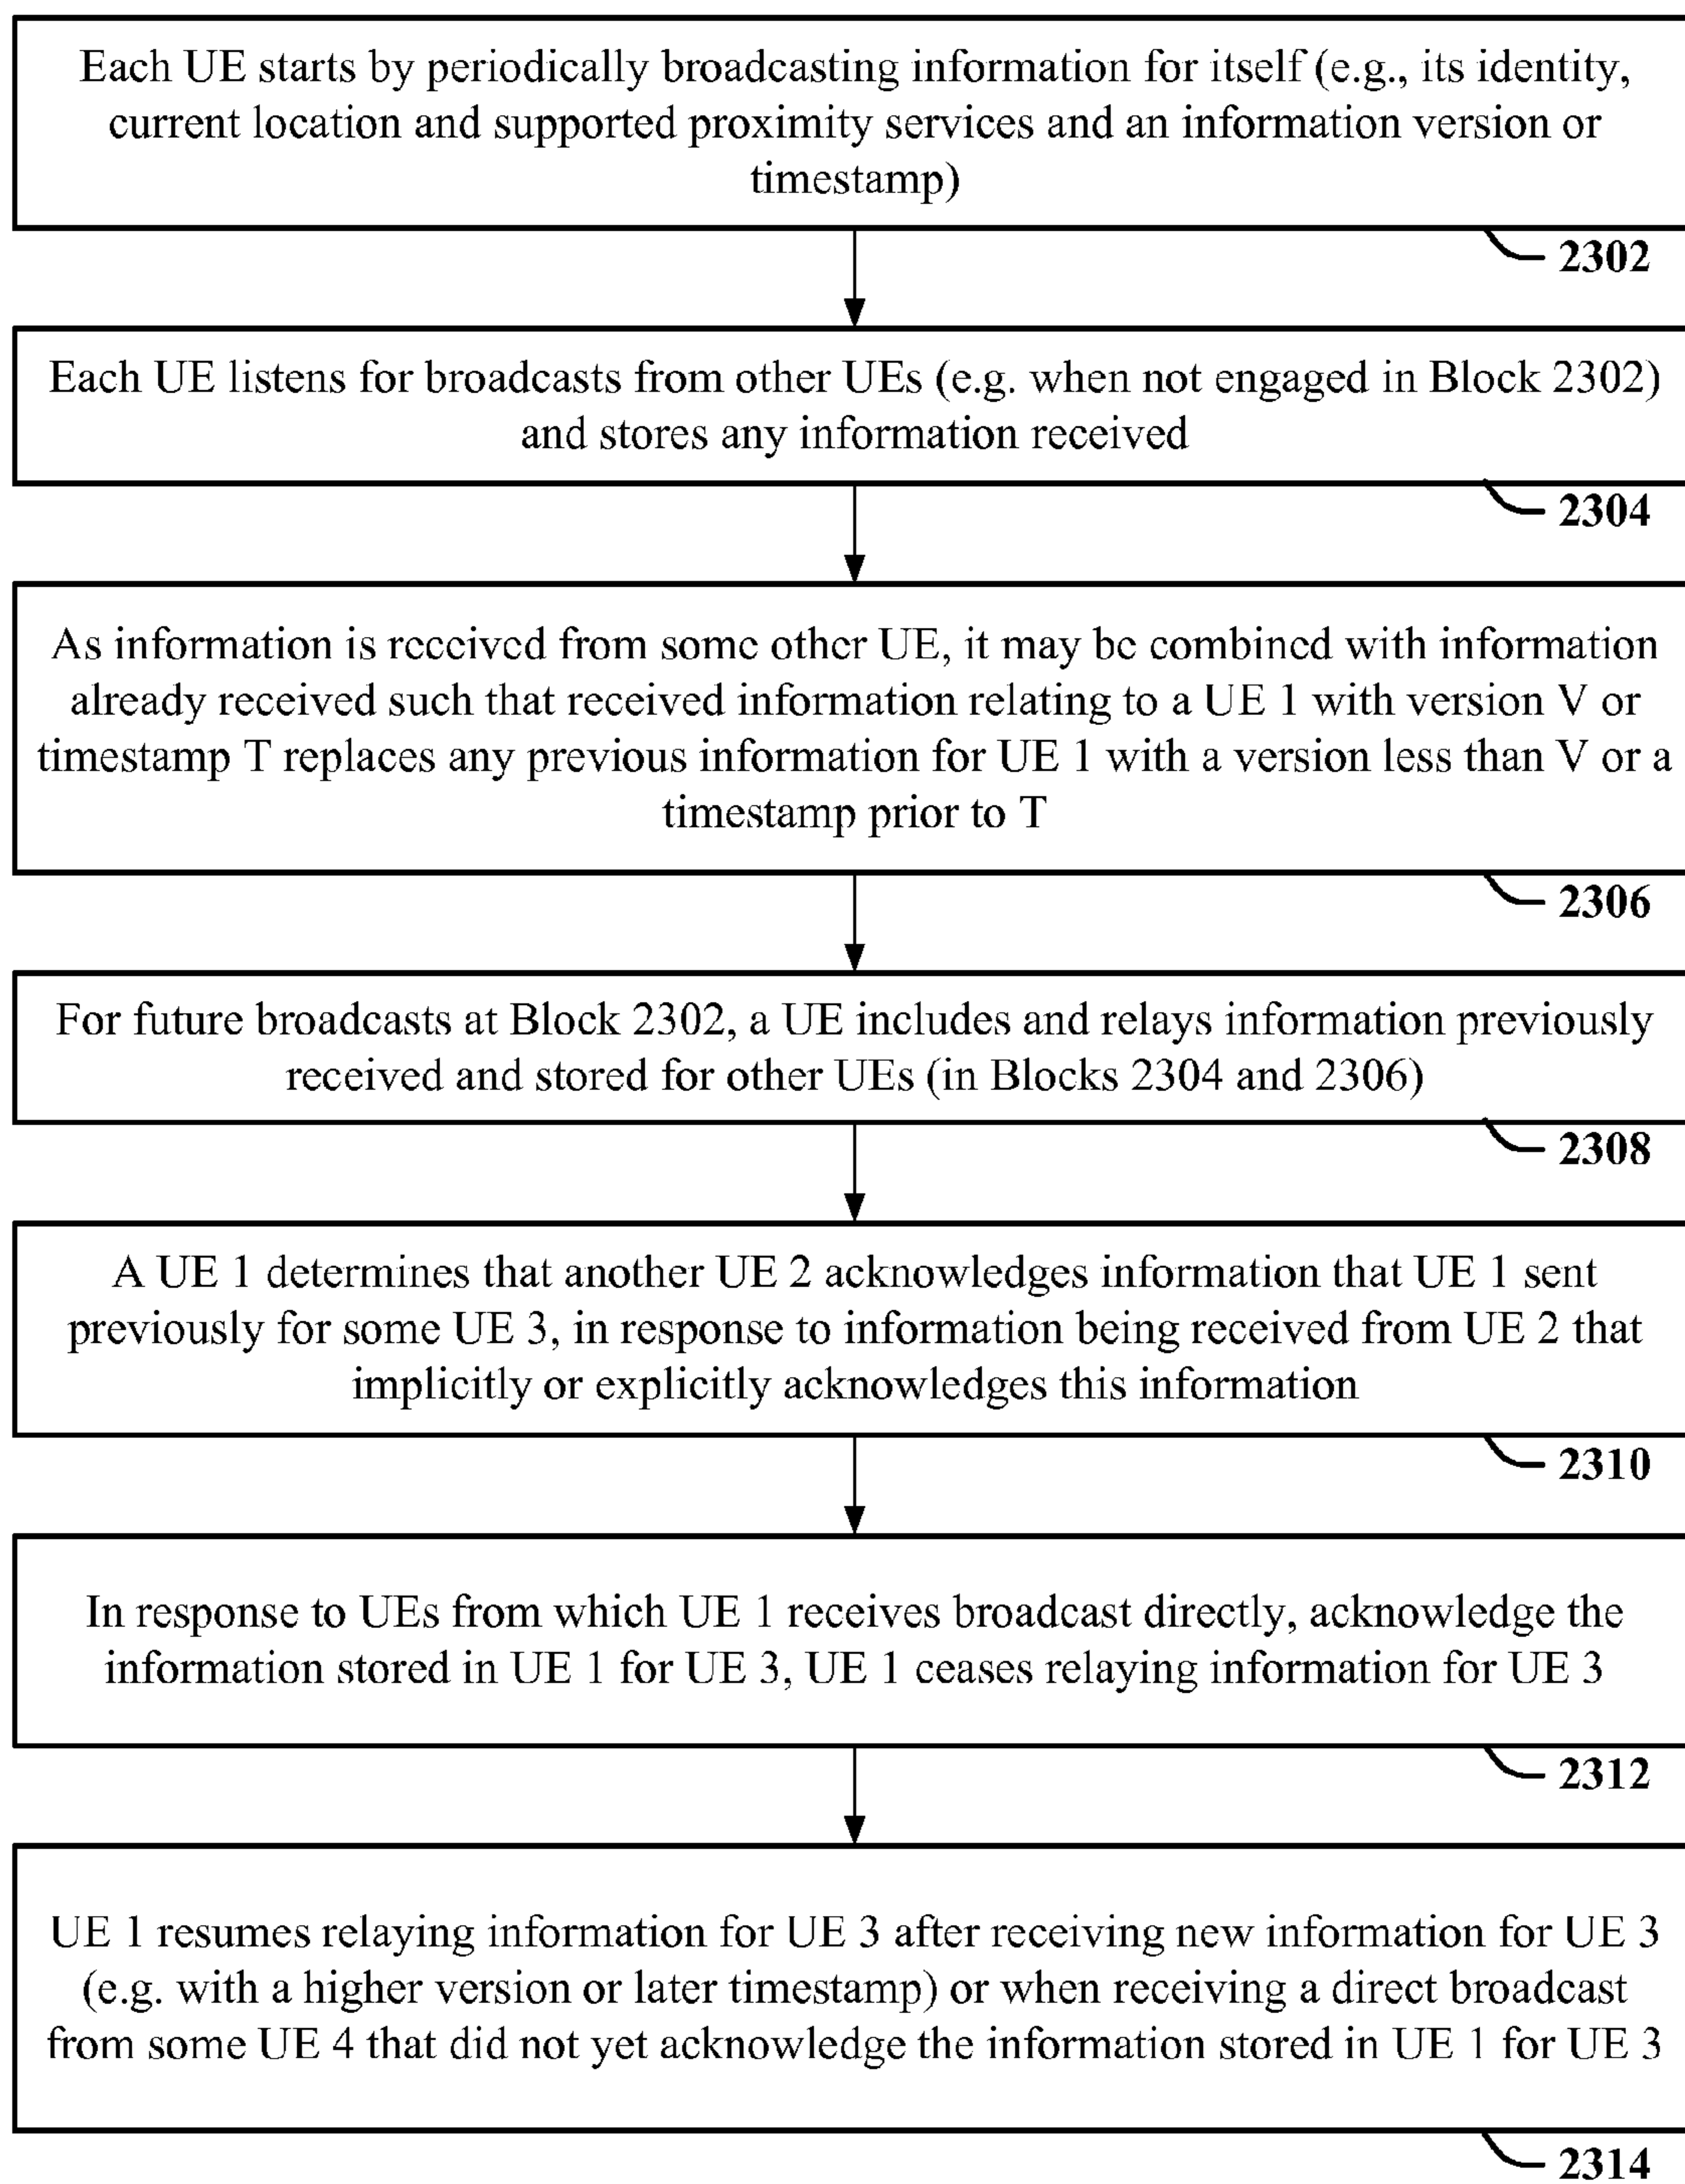 Each UE starts by periodically broadcasting information for itself (e.g., its identity,
current location and supported proximity services and an information version or
timestamp)
2302
Each UE listens for broadcasts from other UEs (e.g. when not engaged in Block 2302)
and stores any information received
2304
As information is received from some other UE, it may be combined with information
already received such that received information relating to a UE 1 with version V or
timestamp T replaces any previous information for UE 1 with a version less than V or a
timestamp prior to T
2306
For future broadcasts at Block 2302, a UE includes and relays information previously
received and stored for other UEs (in Blocks 2304 and 2306)
2308
A UE 1 determines that another UE 2 acknowledges information that UE 1 sent
previously for some UE 3, in response to information being received from UE 2 that
implicitly or explicitly acknowledges this information
2310
In response to UEs from which UE 1 receives broadcast directly, acknowledge the
information stored in UE 1 for UE 3, UE 1 ceases relaying information for UE 3
2312
UE 1 resumes relaying information for UE 3 after receiving new information for UE 3
(e.g. with a higher version or later timestamp) or when receiving a direct broadcast
from some UE 4 that did not yet acknowledge the information stored in UE 1 for UE 3
2314